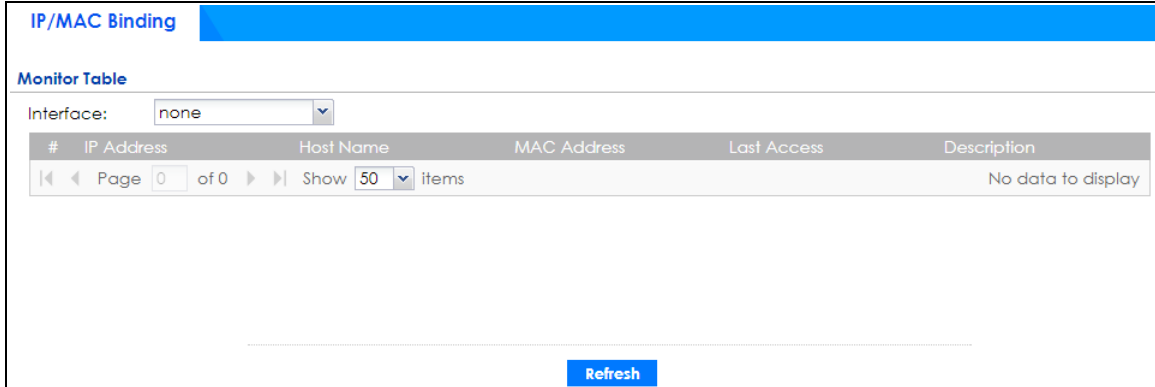 IP/MAC Binding
Monitor Table
Interface: none
# IP Address Host Name MAC Address Last Access Description
Page 0 of 0 Show 50 items No data to display
Refresh